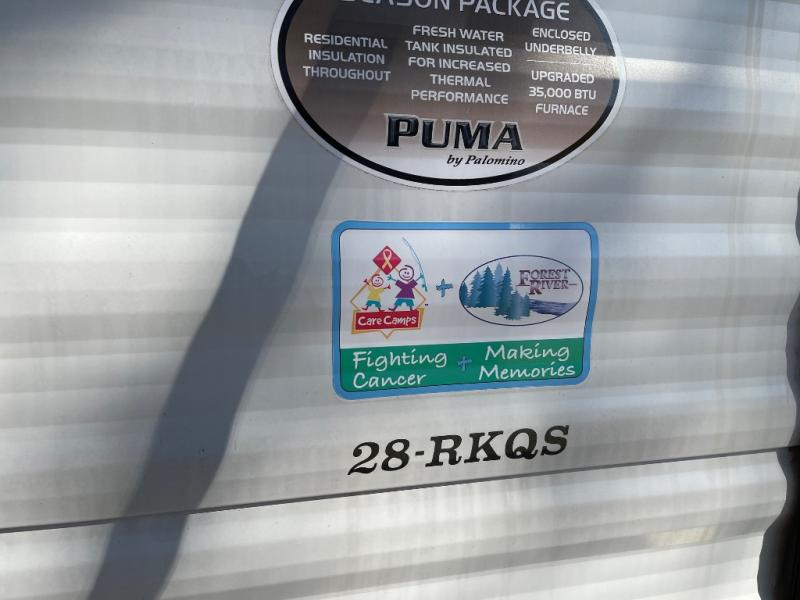 SEASON PACKAGE
RESIDENTIAL
INSULATION
THROUGHOUT
FRESH WATER
TANK INSULATED
FOR INCREASED
THERMAL
PERFORMANCE
ENCLOSED
UNDERBELLY
UPGRADED
35,000 BTU
FURNACE
PUMA
by Palomino
Care Camps
+
FOREST
RIVER
Fighting
Cancer
+
Making
Memories
28-RKQS